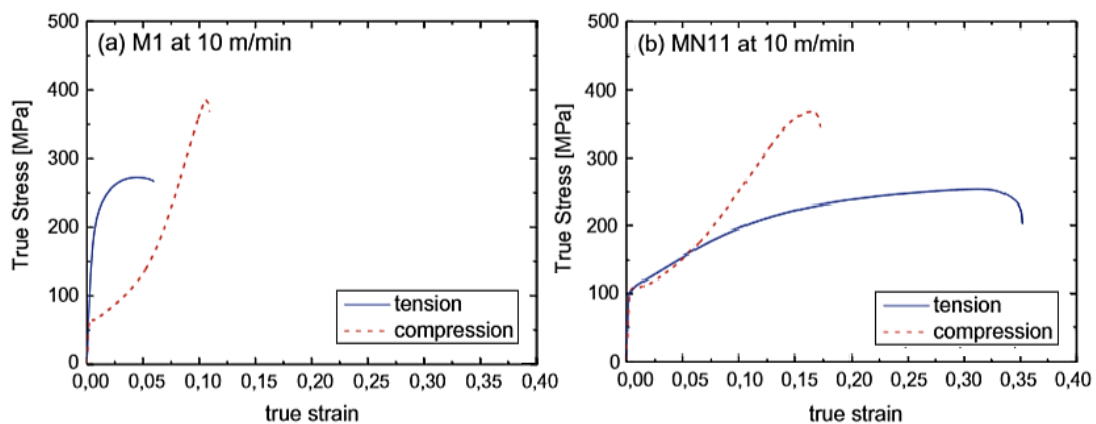 (a) M1 at 10 m/min
True Stress [MPa]
500
400
300
200
100
0
0,00 0,05 0,10 0,15 0,20 0,25 0,30 0,35 0,40
true strain
tension
compression
(b) MN11 at 10 m/min
True Stress [MPa]
500
400
300
200
100
0
0,00 0,05 0,10 0,15 0,20 0,25 0,30 0,35 0,40
true strain
tension
compression